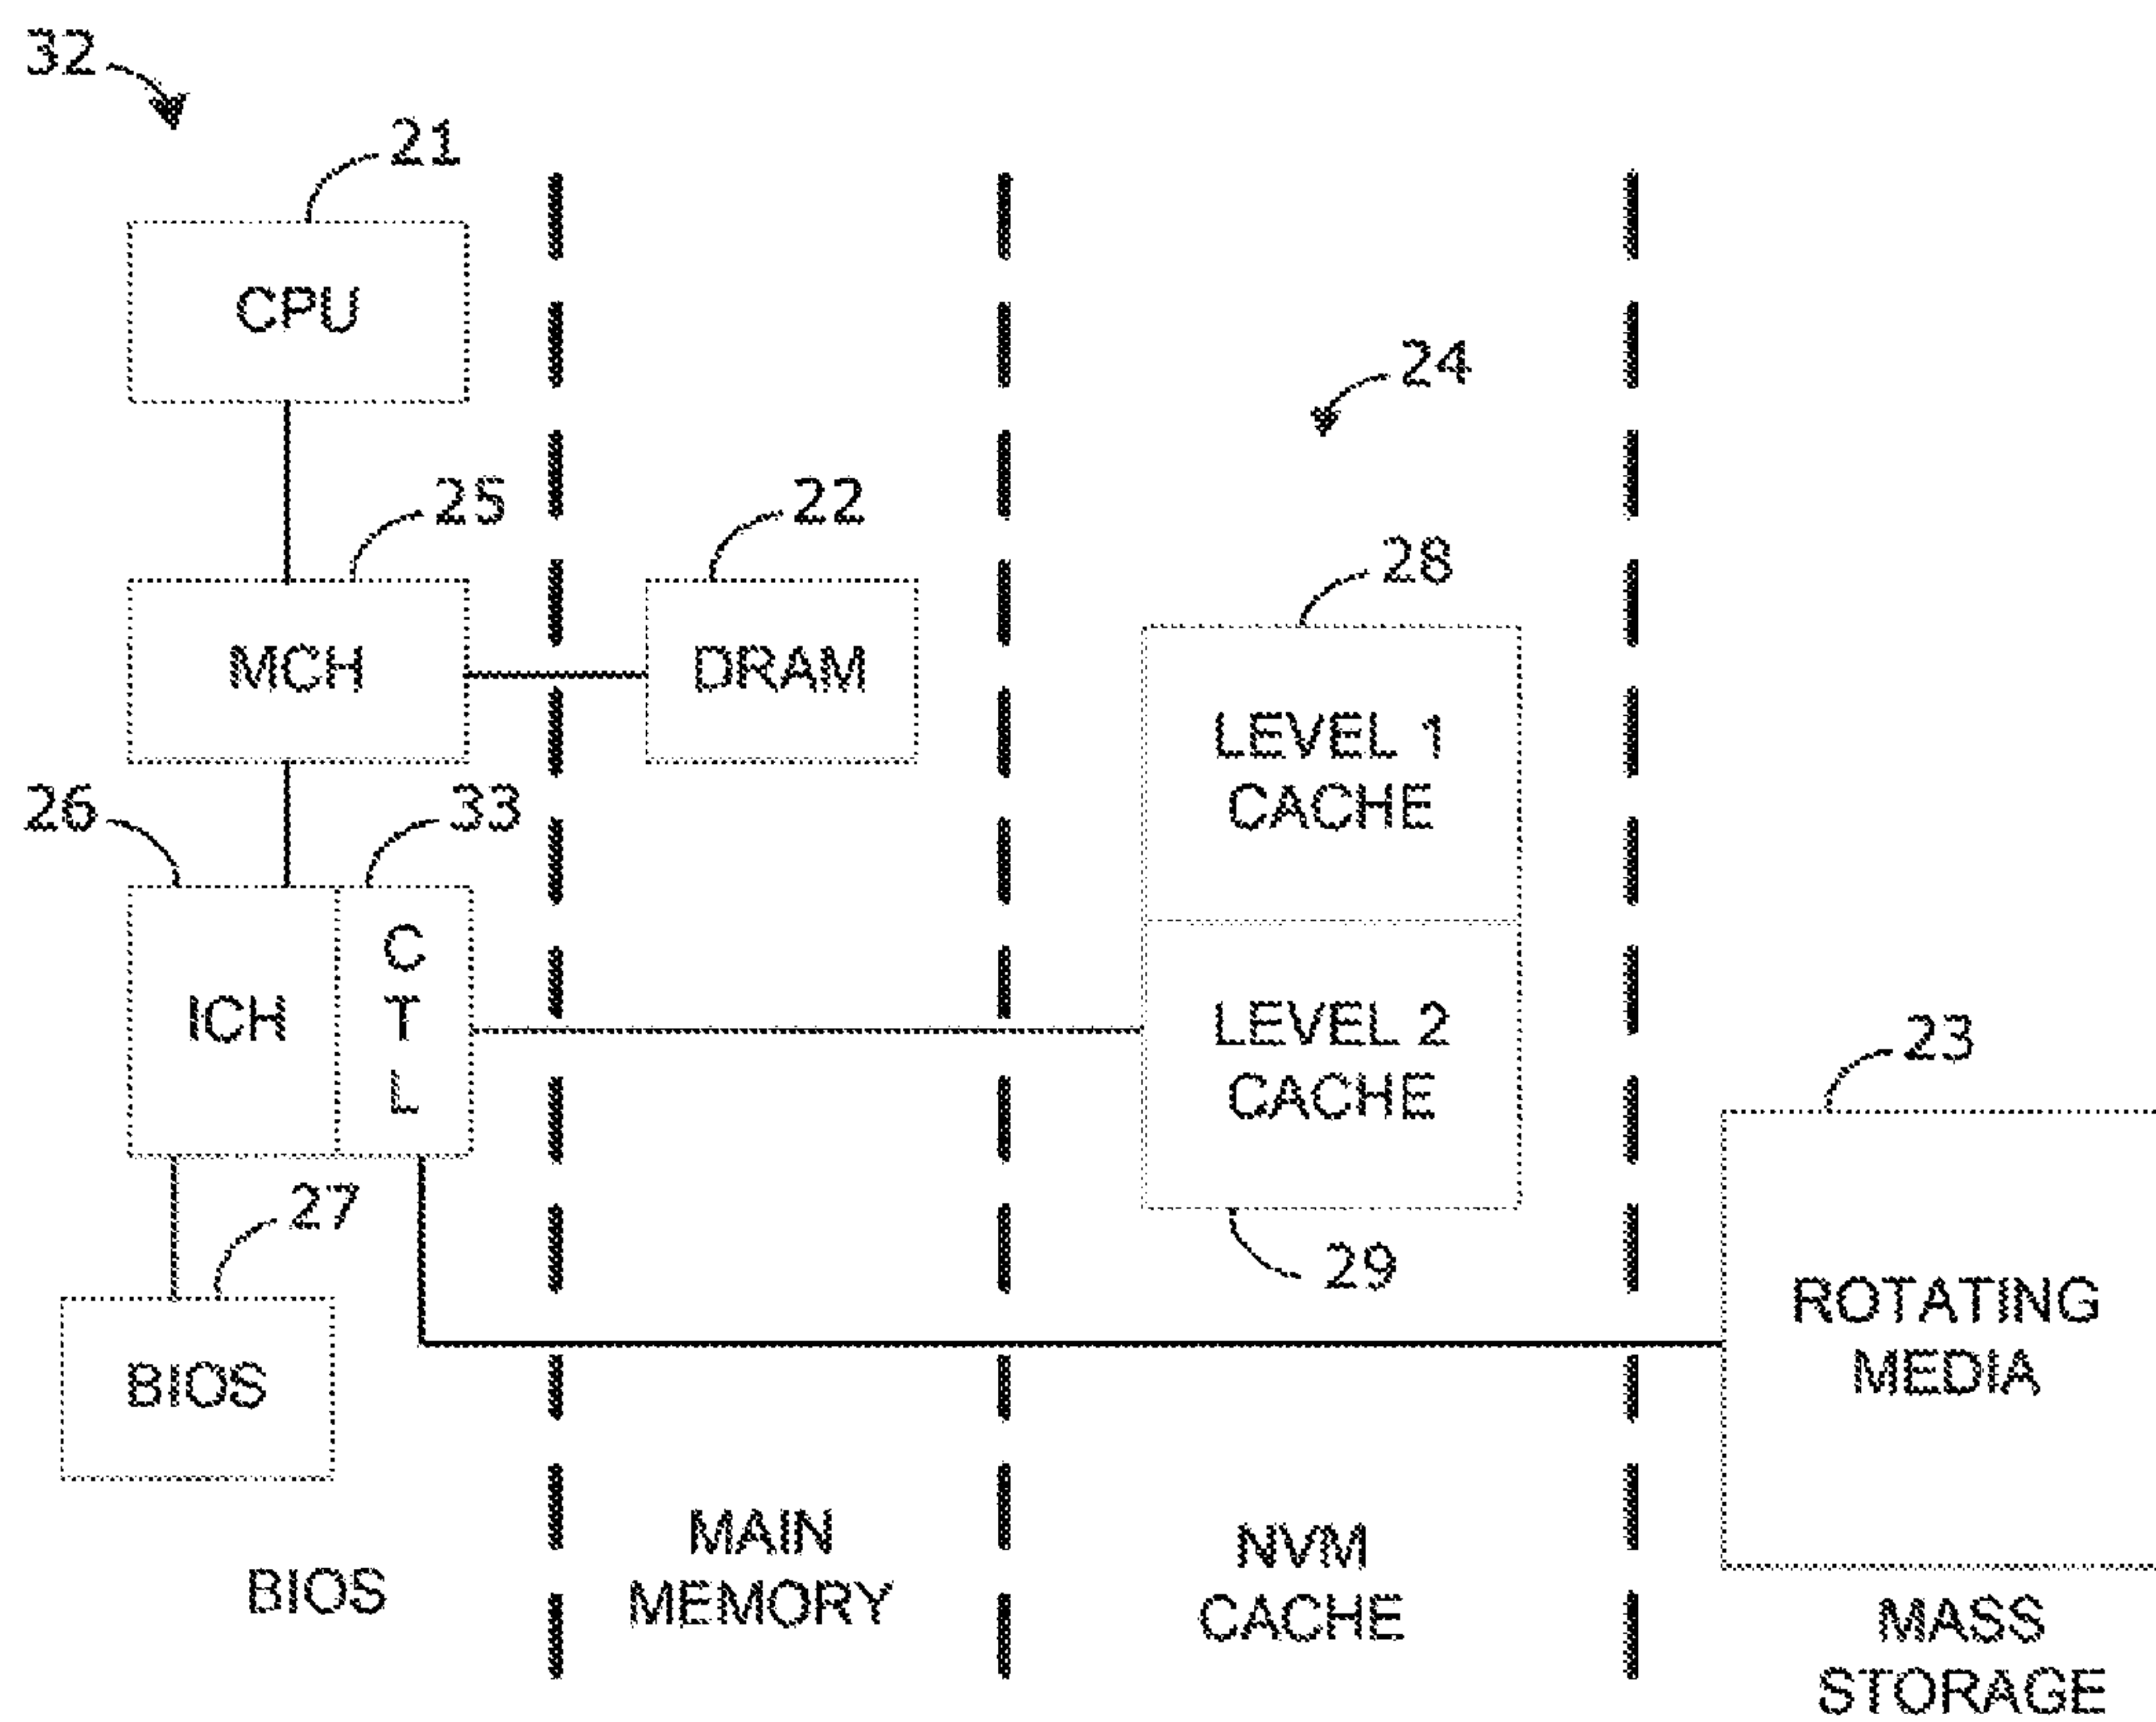 32
21
CPU
24
25
22
28
MCH
DRAM
LEVEL 1
CACHE
26
33
ICH
C
T
L
LEVEL 2
CACHE
23
27
29
BIOS
ROTATING
MEDIA
BIOS
MAIN
MEMORY
NVM
CACHE
MASS
STORAGE